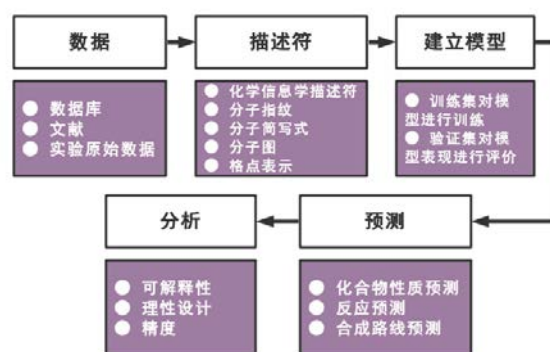 数据
描述符
建立模型
数据库
文献
实验原始数据
化学信息学描述符
分子指纹
分子简写式
分子图
格点表示
训练集对模
型进行训练
验证集对模
型表现进行评价
分析
预测
可解释性
理性设计
精度
化合物性质预测
反应预测
合成路线预测